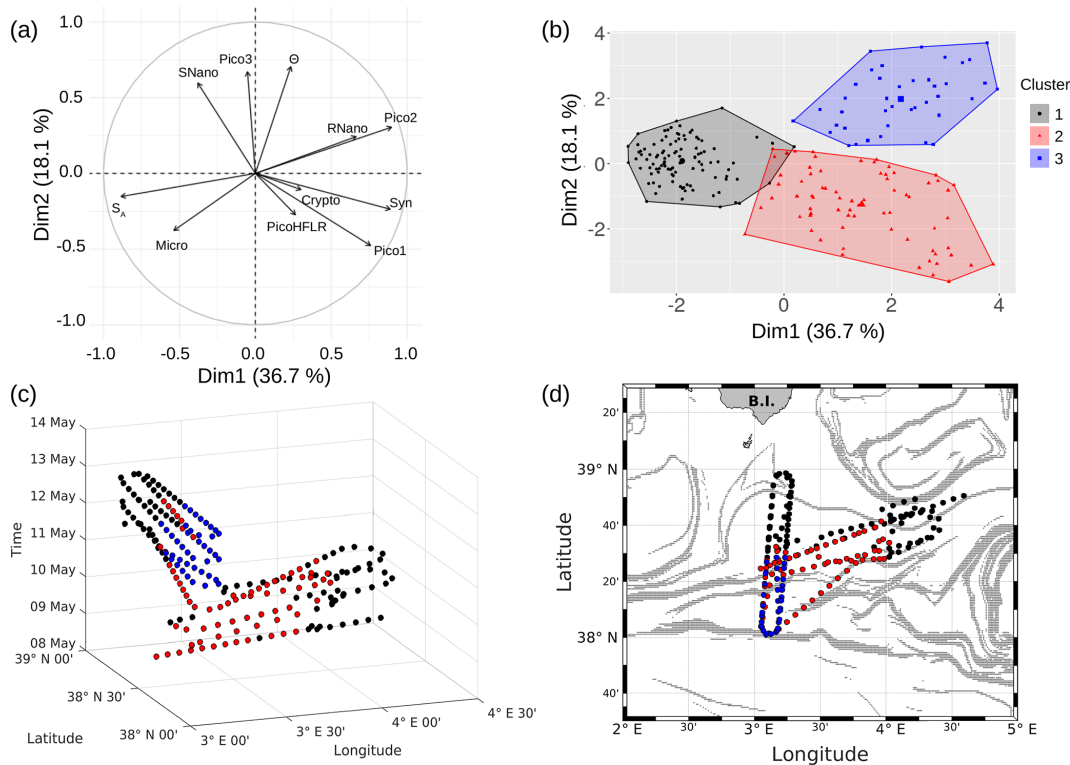 (a)
1.0
0.5
0.0
-0.5
-1.0
Dim2 (18.1 %)
Pico3
Θ
SNano
Pico2
RNano
Crypto
Syn
S_A
PicoHFLR
Micro
Pico1
-1.0 -0.5 0.0 0.5 1.0
Dim1 (36.7 %)
(b)
4
2
0
-2
Dim2 (18.1 %)
-2 0 2 4
Dim1 (36.7 %)
Cluster
1
2
3
(c)
14 May
13 May
12 May
11 May
10 May
09 May
08 May
Time
39° N 00'
38° N 30'
38° N 00'
Latitude
3° E 00'
3° E 30'
4° E 00'
4° E 30'
Longitude
(d)
B.I.
20'
39° N
40'
20'
38° N
40'
Latitude
2° E 30' 3° E 30' 4° E 30' 5° E
Longitude